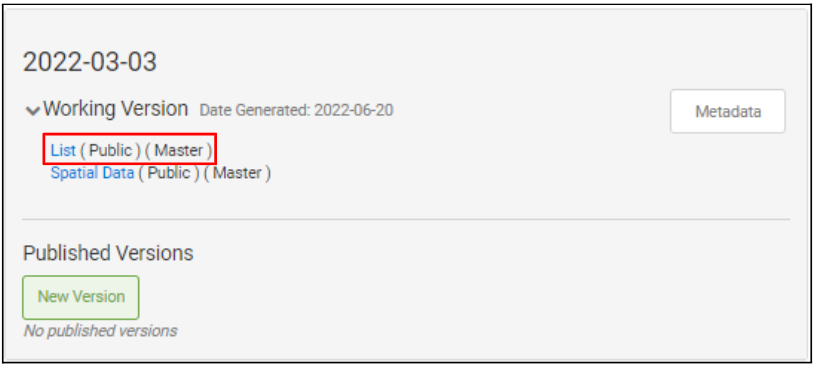 2022-03-03
Working Version Date Generated: 2022-06-20
Metadata
List ( Public ) ( Master )
Spatial Data ( Public ) ( Master )
Published Versions
New Version
No published versions